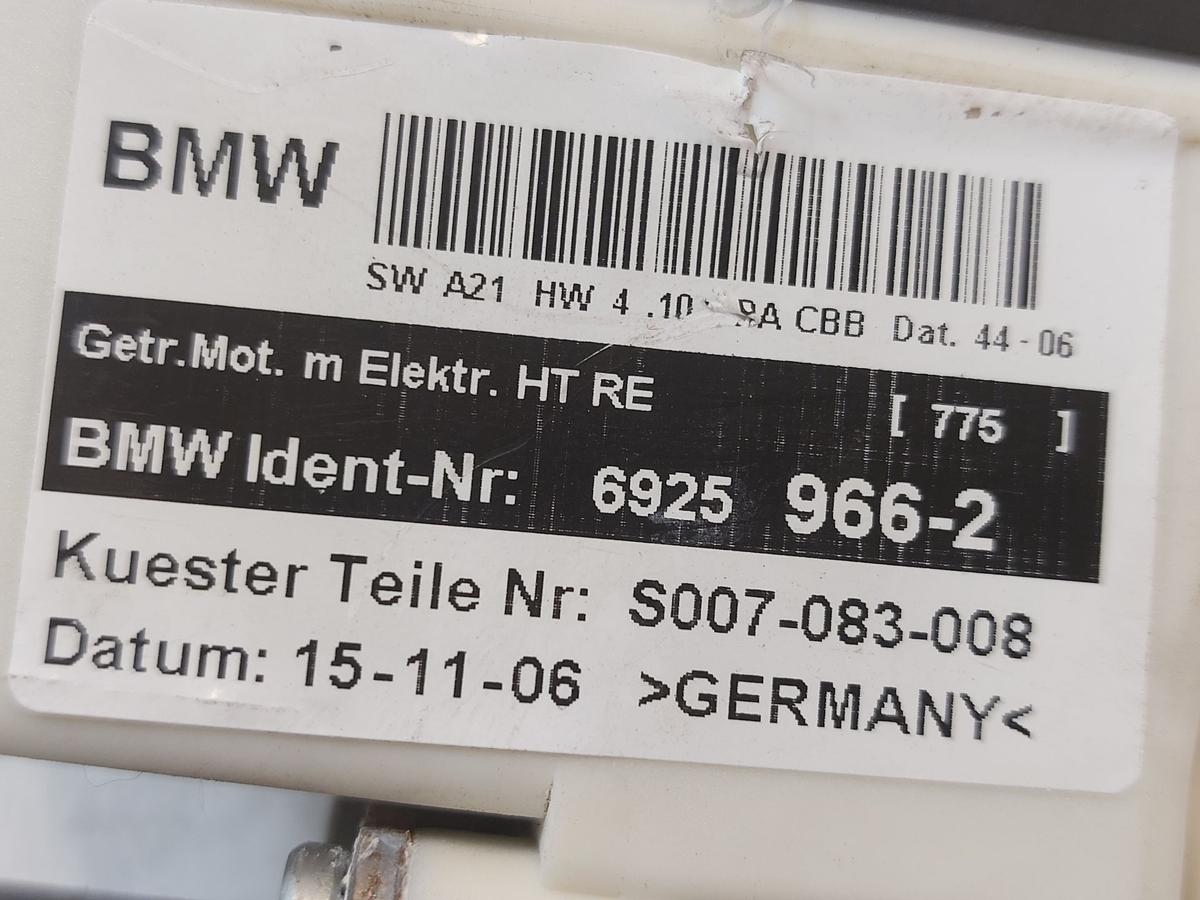 BMW
SW A21 HW 4 .10 CBB Dat. 44-06
Getr.Mot. m Elektr. HT RE [ 775 ]
BMW Ident-Nr: 6925 966-2
Kuester Teile Nr: S007-083-008
Datum: 15-11-06 >GERMANY<